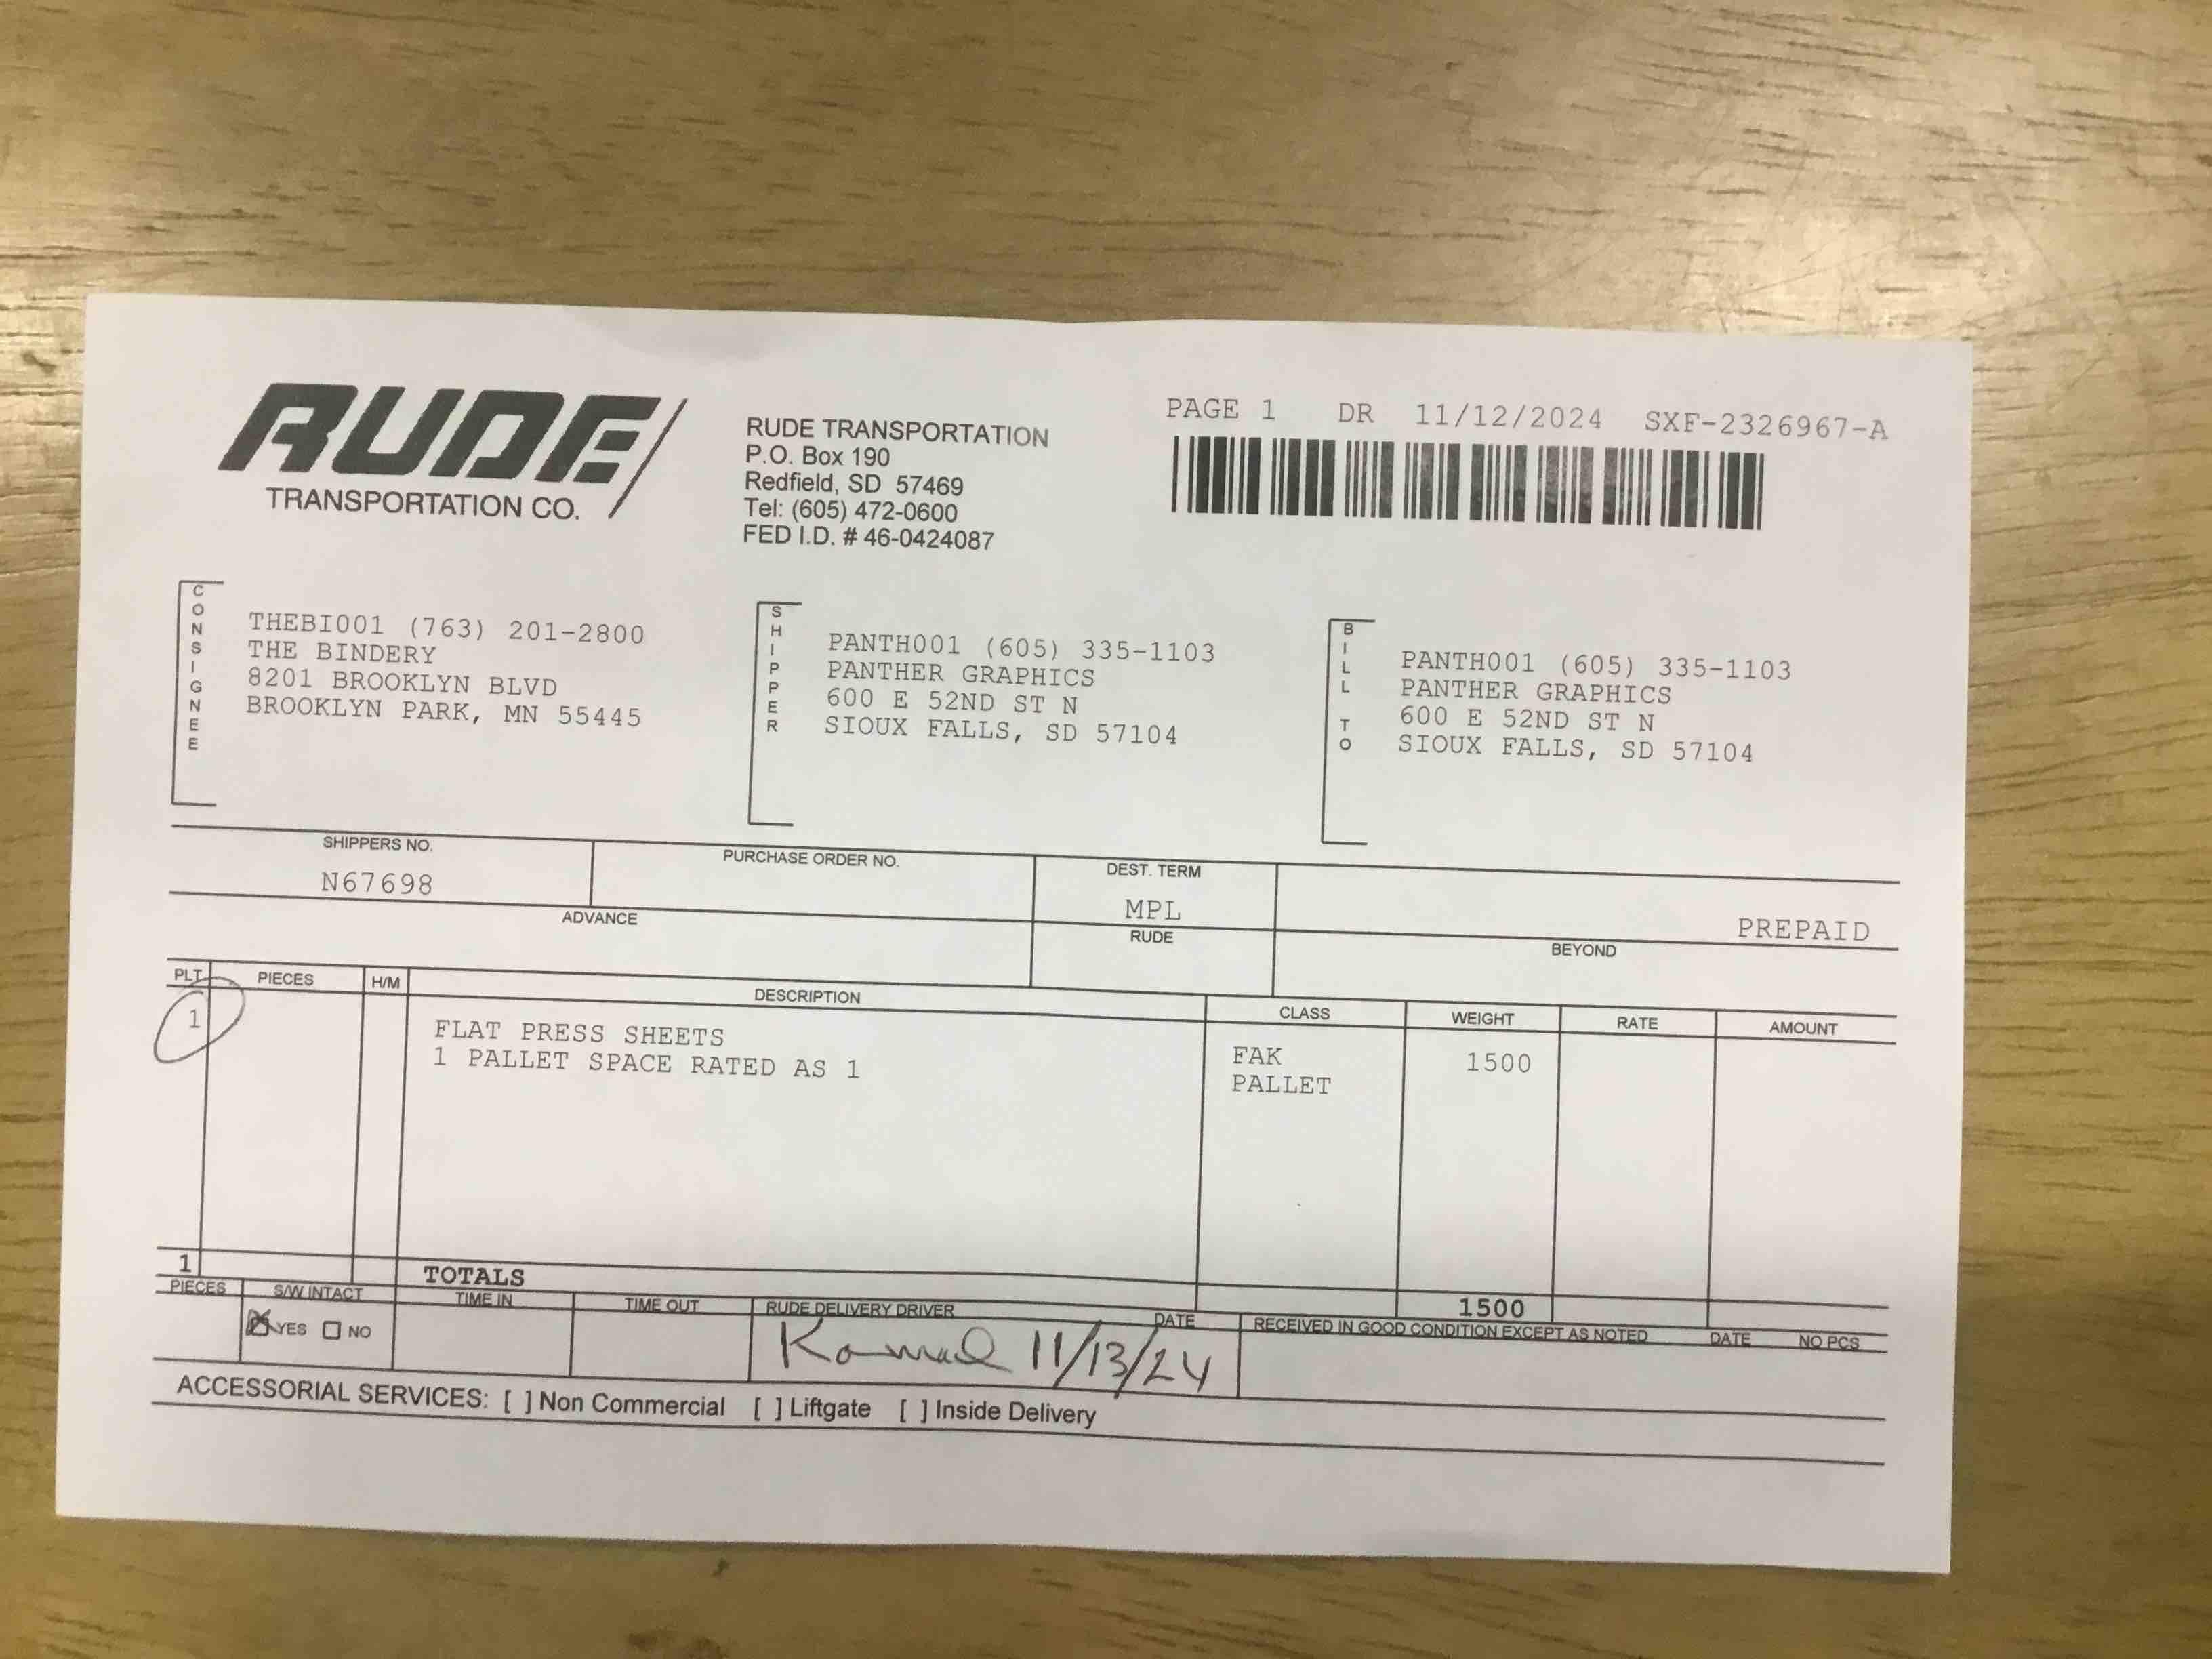 RUDE
TRANSPORTATION CO.
RUDE TRANSPORTATION
P.O. Box 190
Redfield, SD 57469
Tel: (605) 472-0600
FED I.D. # 46-0424087
PAGE 1 DR 11/12/2024 SXF-2326967-A
CONSIGNEE
THEBI001 (763) 201-2800
THE BINDERY
8201 BROOKLYN BLVD
BROOKLYN PARK, MN 55445
SHIPPER
PANTH001 (605) 335-1103
PANTHER GRAPHICS
600 E 52ND ST N
SIOUX FALLS, SD 57104
BILL TO
PANTH001 (605) 335-1103
PANTHER GRAPHICS
600 E 52ND ST N
SIOUX FALLS, SD 57104
SHIPPERS NO. PURCHASE ORDER NO. DEST. TERM
N67698 MPL PREPAID
ADVANCE RUDE BEYOND
PLT PIECES H/M DESCRIPTION CLASS WEIGHT RATE AMOUNT
1 FLAT PRESS SHEETS FAK 1500
1 PALLET SPACE RATED AS 1 PALLET
1 TOTALS 1500
PIECES S/W INTACT TIME IN TIME OUT RUDE DELIVERY DRIVER DATE RECEIVED IN GOOD CONDITION EXCEPT AS NOTED DATE NO PCS
YES NO Kamal 11/13/24
ACCESSORIAL SERVICES: [ ] Non Commercial [ ] Liftgate [ ] Inside Delivery